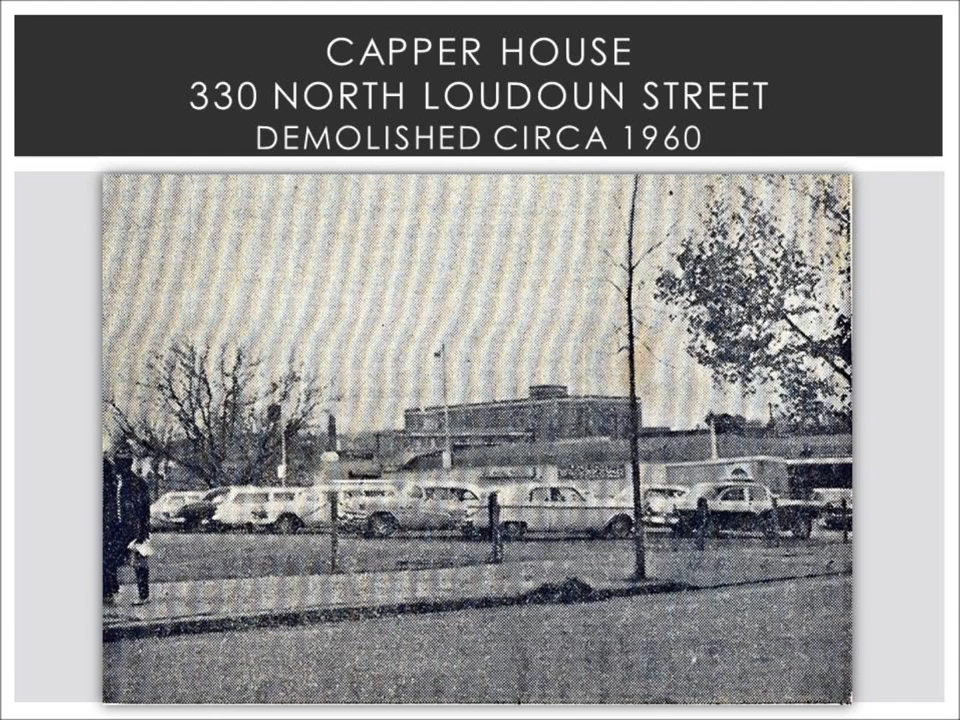 CAPPER HOUSE
330 NORTH LOUDOUN STREET
DEMOLISHED CIRCA 1960